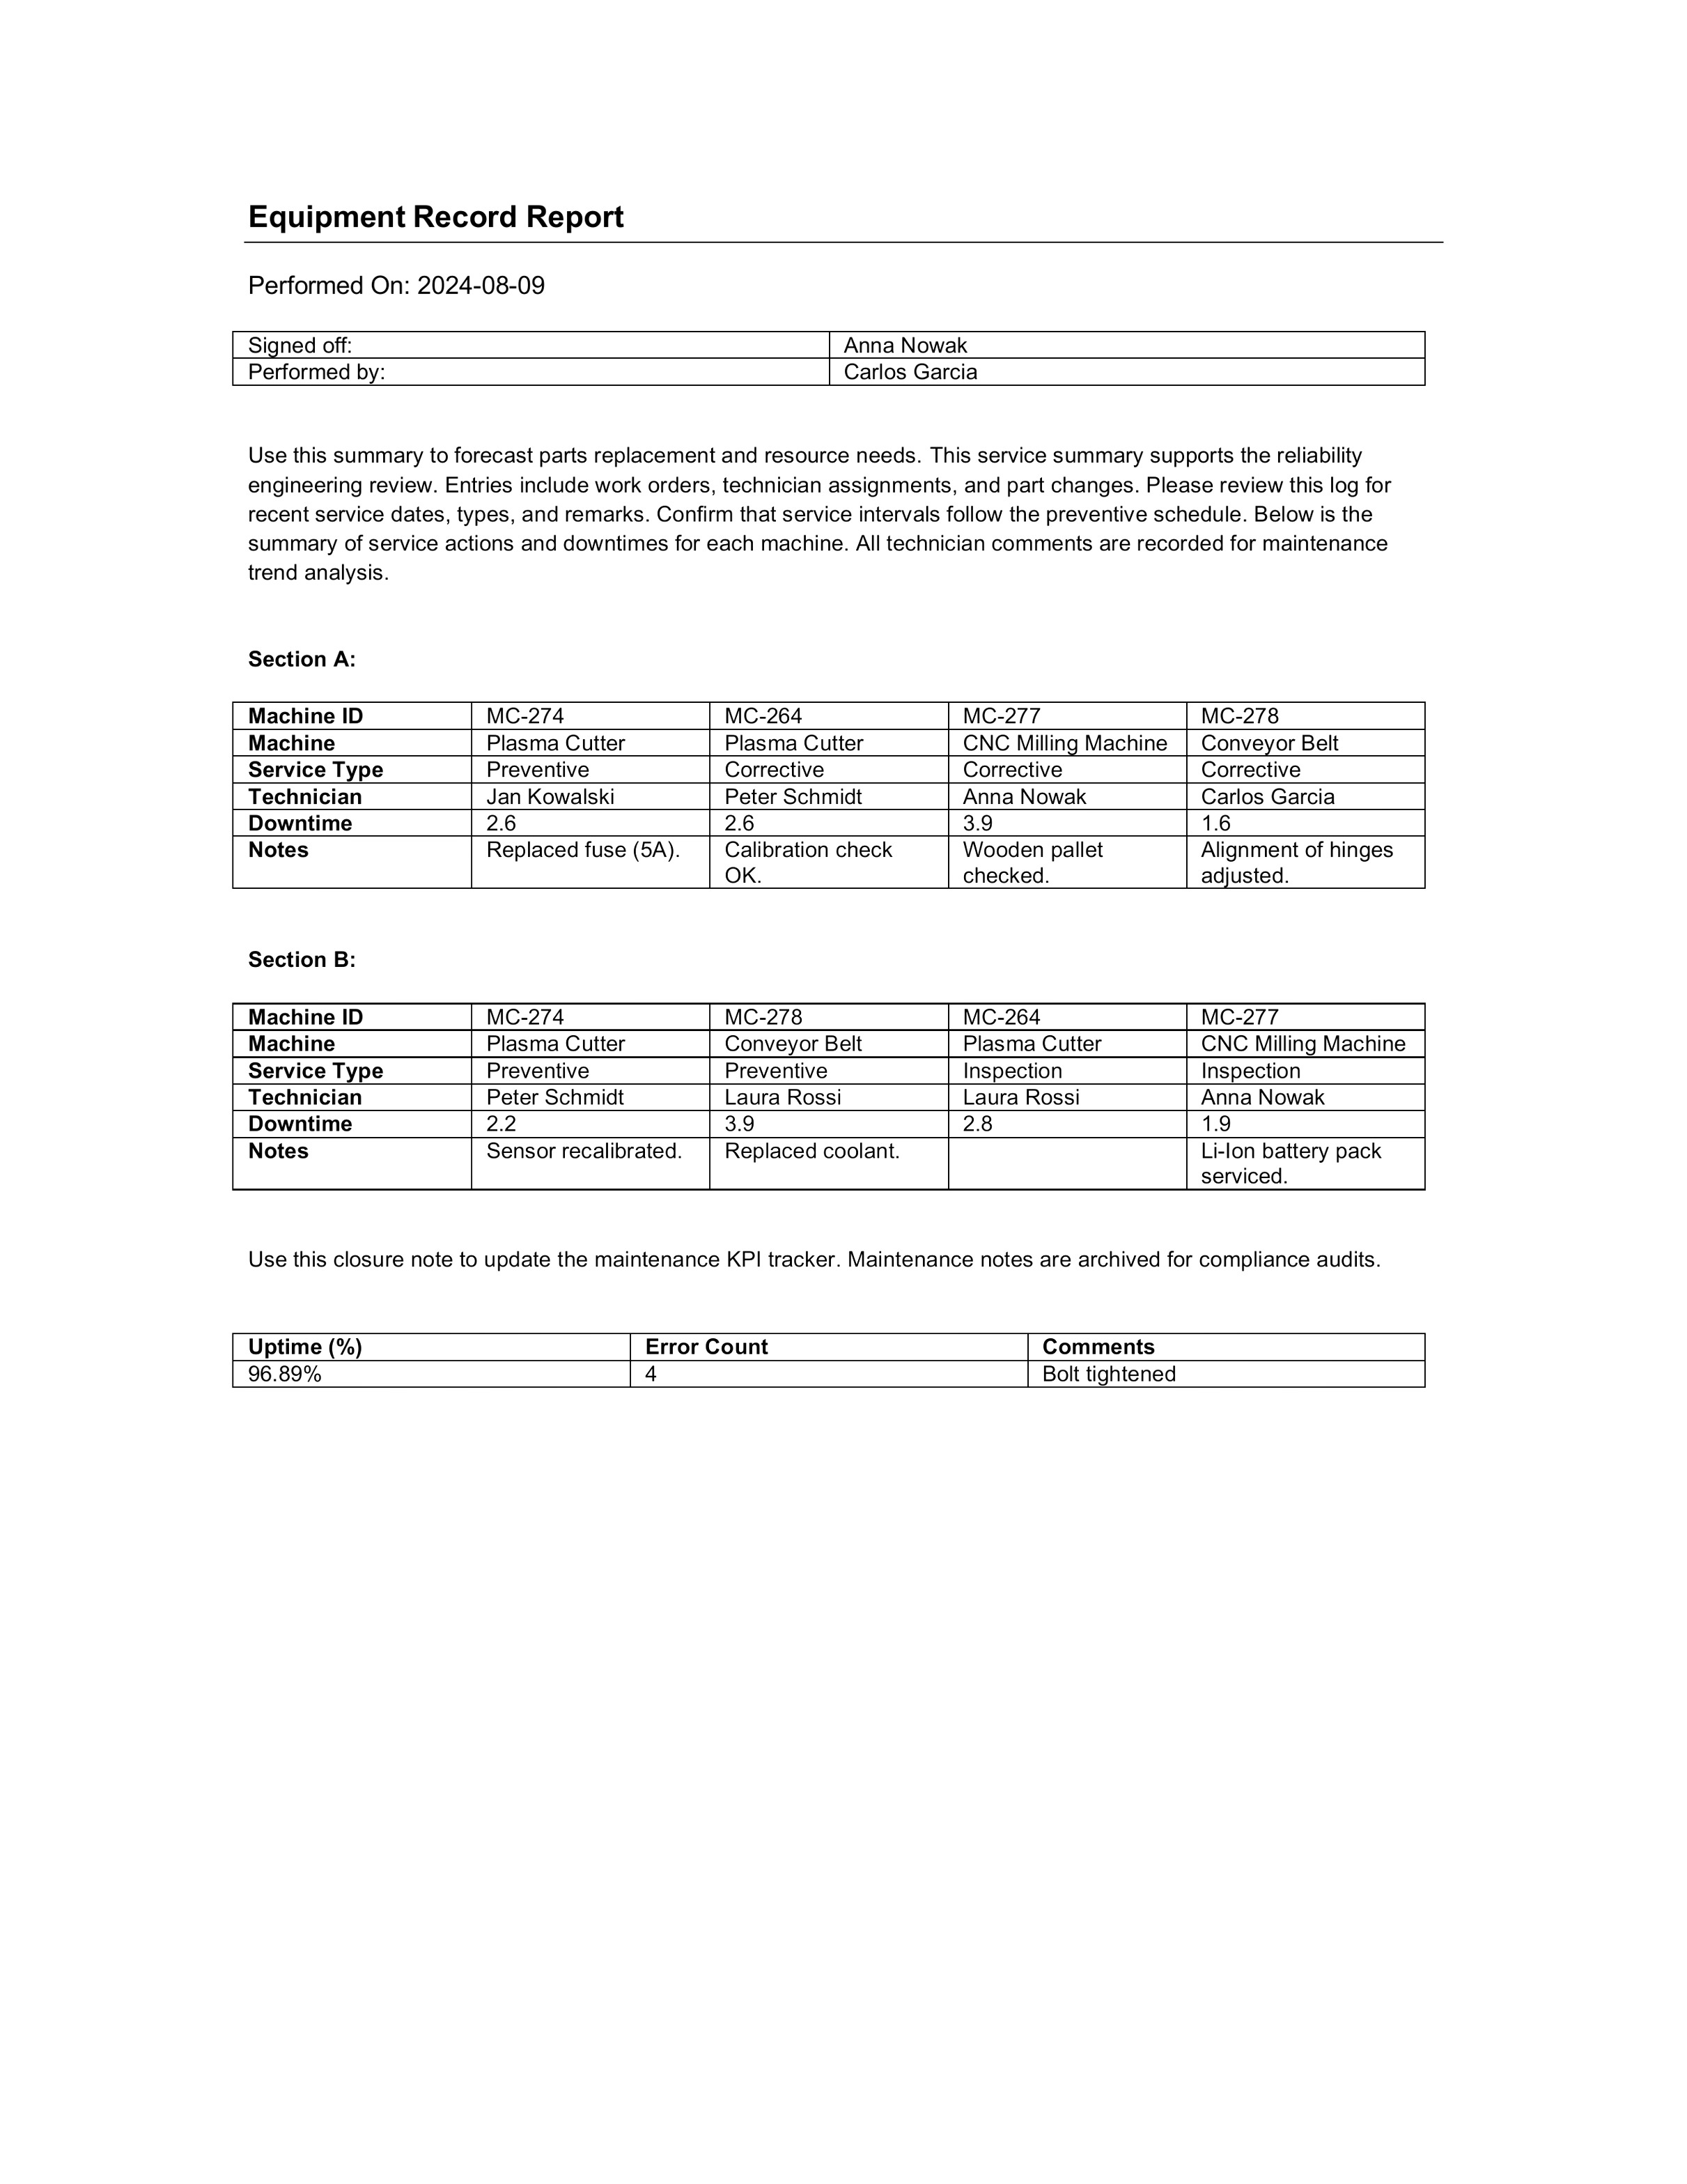 Equipment Record Report
Performed On: 2024-08-09
Signed off: Anna Nowak
Performed by: Carlos Garcia
Use this summary to forecast parts replacement and resource needs. This service summary supports the reliability
engineering review. Entries include work orders, technician assignments, and part changes. Please review this log for
recent service dates, types, and remarks. Confirm that service intervals follow the preventive schedule. Below is the
summary of service actions and downtimes for each machine. All technician comments are recorded for maintenance
trend analysis.
Section A:
Machine ID MC-274 MC-264 MC-277 MC-278
Machine Plasma Cutter Plasma Cutter CNC Milling Machine Conveyor Belt
Service Type Preventive Corrective Corrective Corrective
Technician Jan Kowalski Peter Schmidt Anna Nowak Carlos Garcia
Downtime 2.6 2.6 3.9 1.6
Notes Replaced fuse (5A). Calibration check Wooden pallet Alignment of hinges
OK. checked. adjusted.
Section B:
Machine ID MC-274 MC-278 MC-264 MC-277
Machine Plasma Cutter Conveyor Belt Plasma Cutter CNC Milling Machine
Service Type Preventive Preventive Inspection Inspection
Technician Peter Schmidt Laura Rossi Laura Rossi Anna Nowak
Downtime 2.2 3.9 2.8 1.9
Notes Sensor recalibrated. Replaced coolant. Li-Ion battery pack
serviced.
Use this closure note to update the maintenance KPI tracker. Maintenance notes are archived for compliance audits.
Uptime (%) Error Count Comments
96.89% 4 Bolt tightened